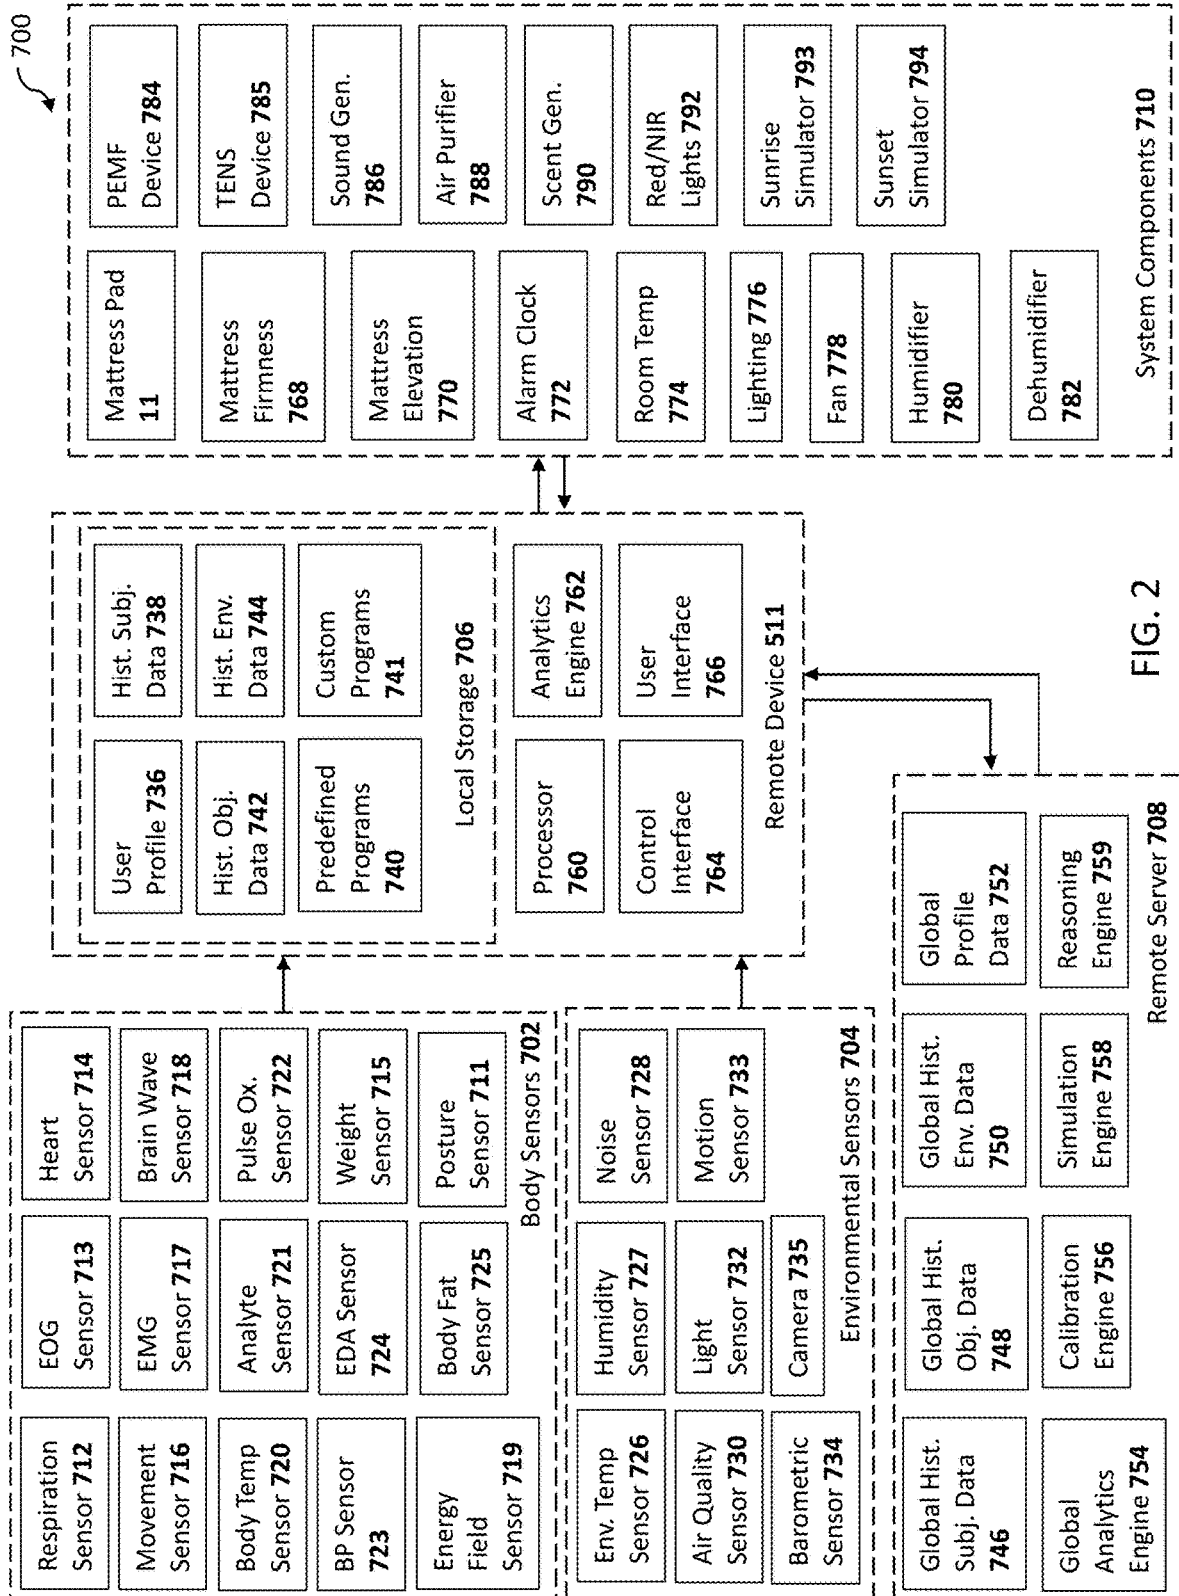 700
Respiration
Sensor 712
EOG
Sensor 713
Heart
Sensor 714
Movement
Sensor 716
EMG
Sensor 717
Brain Wave
Sensor 718
Body Temp
Sensor 720
Analyte
Sensor 721
Pulse Ox.
Sensor 722
BP Sensor
723
EDA Sensor
724
Weight
Sensor 715
Energy
Field
Sensor 719
Body Fat
Sensor 725
Posture
Sensor 711
Body Sensors 702
Env. Temp
Sensor 726
Humidity
Sensor 727
Noise
Sensor 728
Air Quality
Sensor 730
Light
Sensor 732
Motion
Sensor 733
Barometric
Sensor 734
Camera 735
Environmental Sensors 704
Global Hist.
Subj. Data
746
Global Hist.
Obj. Data
748
Global Hist.
Env. Data
750
Global
Profile
Data 752
Global
Analytics
Engine 754
Calibration
Engine 756
Simulation
Engine 758
Reasoning
Engine 759
Remote Server 708
User
Profile 736
Hist. Subj.
Data 738
Hist. Obj.
Data 742
Hist. Env.
Data 744
Predefined
Programs
740
Custom
Programs
741
Local Storage 706
Processor
760
Analytics
Engine 762
Control
Interface
764
User
Interface
766
Remote Device 511
Mattress Pad
11
PEMF
Device 784
Mattress
Firmness
768
TENS
Device 785
Mattress
Elevation
770
Sound Gen.
786
Alarm Clock
772
Air Purifier
788
Room Temp
774
Scent Gen.
790
Lighting 776
Red/NIR
Lights 792
Fan 778
Sunrise
Simulator 793
Humidifier
780
Sunset
Simulator 794
Dehumidifier
782
System Components 710
FIG. 2